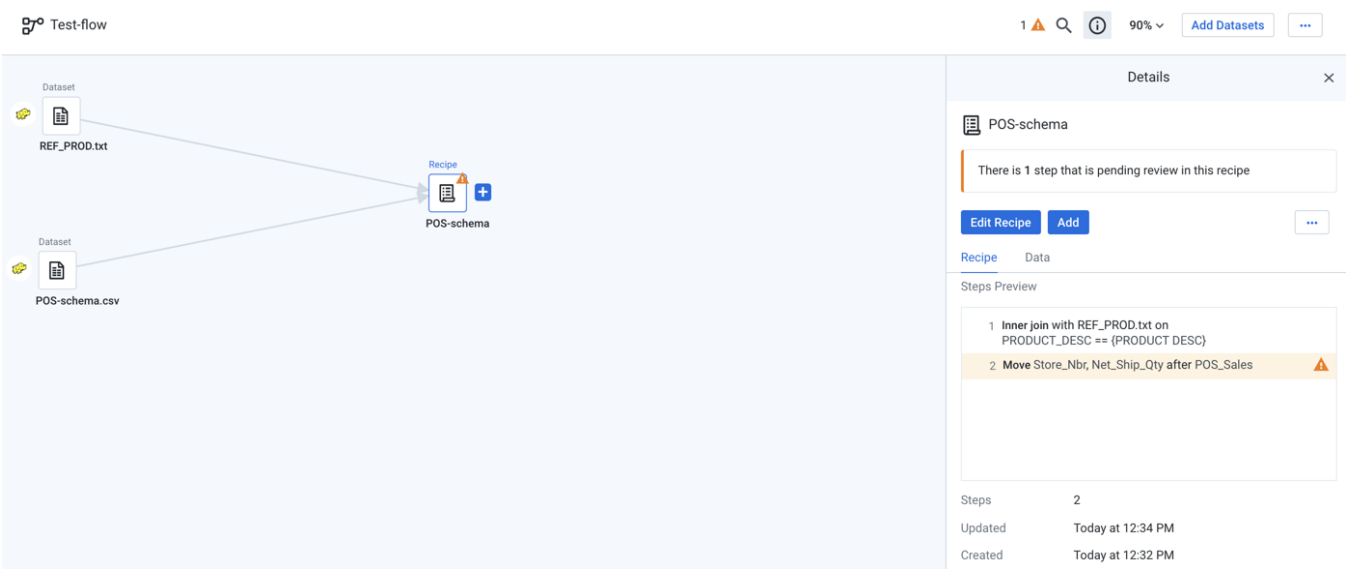 Test-flow
1
90%
Add Datasets
...
Dataset
REF_PROD.txt
Recipe
POS-schema
Dataset
POS-schema.csv
Details
POS-schema
There is 1 step that is pending review in this recipe
Edit Recipe
Add
...
Recipe
Data
Steps Preview
1 Inner join with REF_PROD.txt on
PRODUCT_DESC == {PRODUCT DESC}
2 Move Store_Nbr, Net_Ship_Qty after POS_Sales
Steps 2
Updated Today at 12:34 PM
Created Today at 12:32 PM